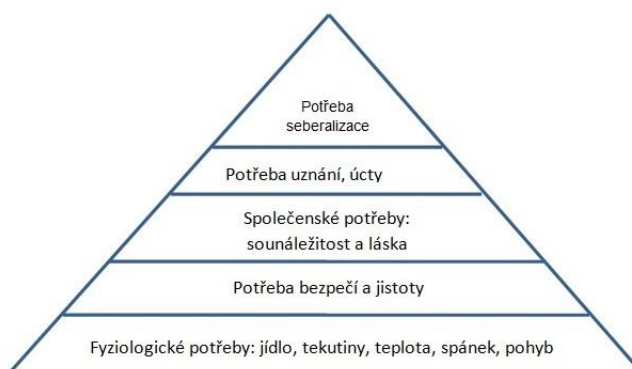 Potřeba
seberalizace
Potřeba uznání, úcty
Společenské potřeby:
sounáležitost a láska
Potřeba bezpečí a jistoty
Fyziologické potřeby: jídlo, tekutiny, teplota, spánek, pohyb